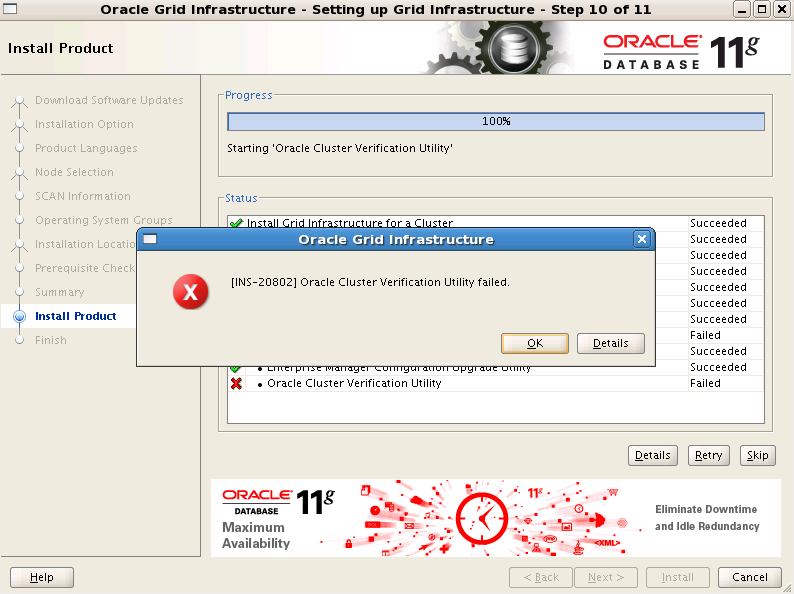 Oracle Grid Infrastructure - Setting up Grid Infrastructure - Step 10 of 11
Install Product
ORACLE
DATABASE
11g
Download Software Updates
Installation Option
Product Languages
Node Selection
SCAN Information
Operating System Groups
Installation Locatio
Prerequisite Check
Summary
Install Product
Finish
Progress
100%
Starting 'Oracle Cluster Verification Utility'
Status
Install Grid Infrastructure for a Cluster Succeeded
Succeeded
Succeeded
Succeeded
Succeeded
Succeeded
Succeeded
Failed
Succeeded
• Enterprise Manager Configuration Upgrade Utility Succeeded
• Oracle Cluster Verification Utility Failed
Oracle Grid Infrastructure
[INS-20802] Oracle Cluster Verification Utility failed.
OK Details
Details Retry Skip
ORACLE
DATABASE
11g
Maximum
Availability
11g
php
<XML>
Eliminate Downtime
and Idle Redundancy
Help < Back Next > Install Cancel